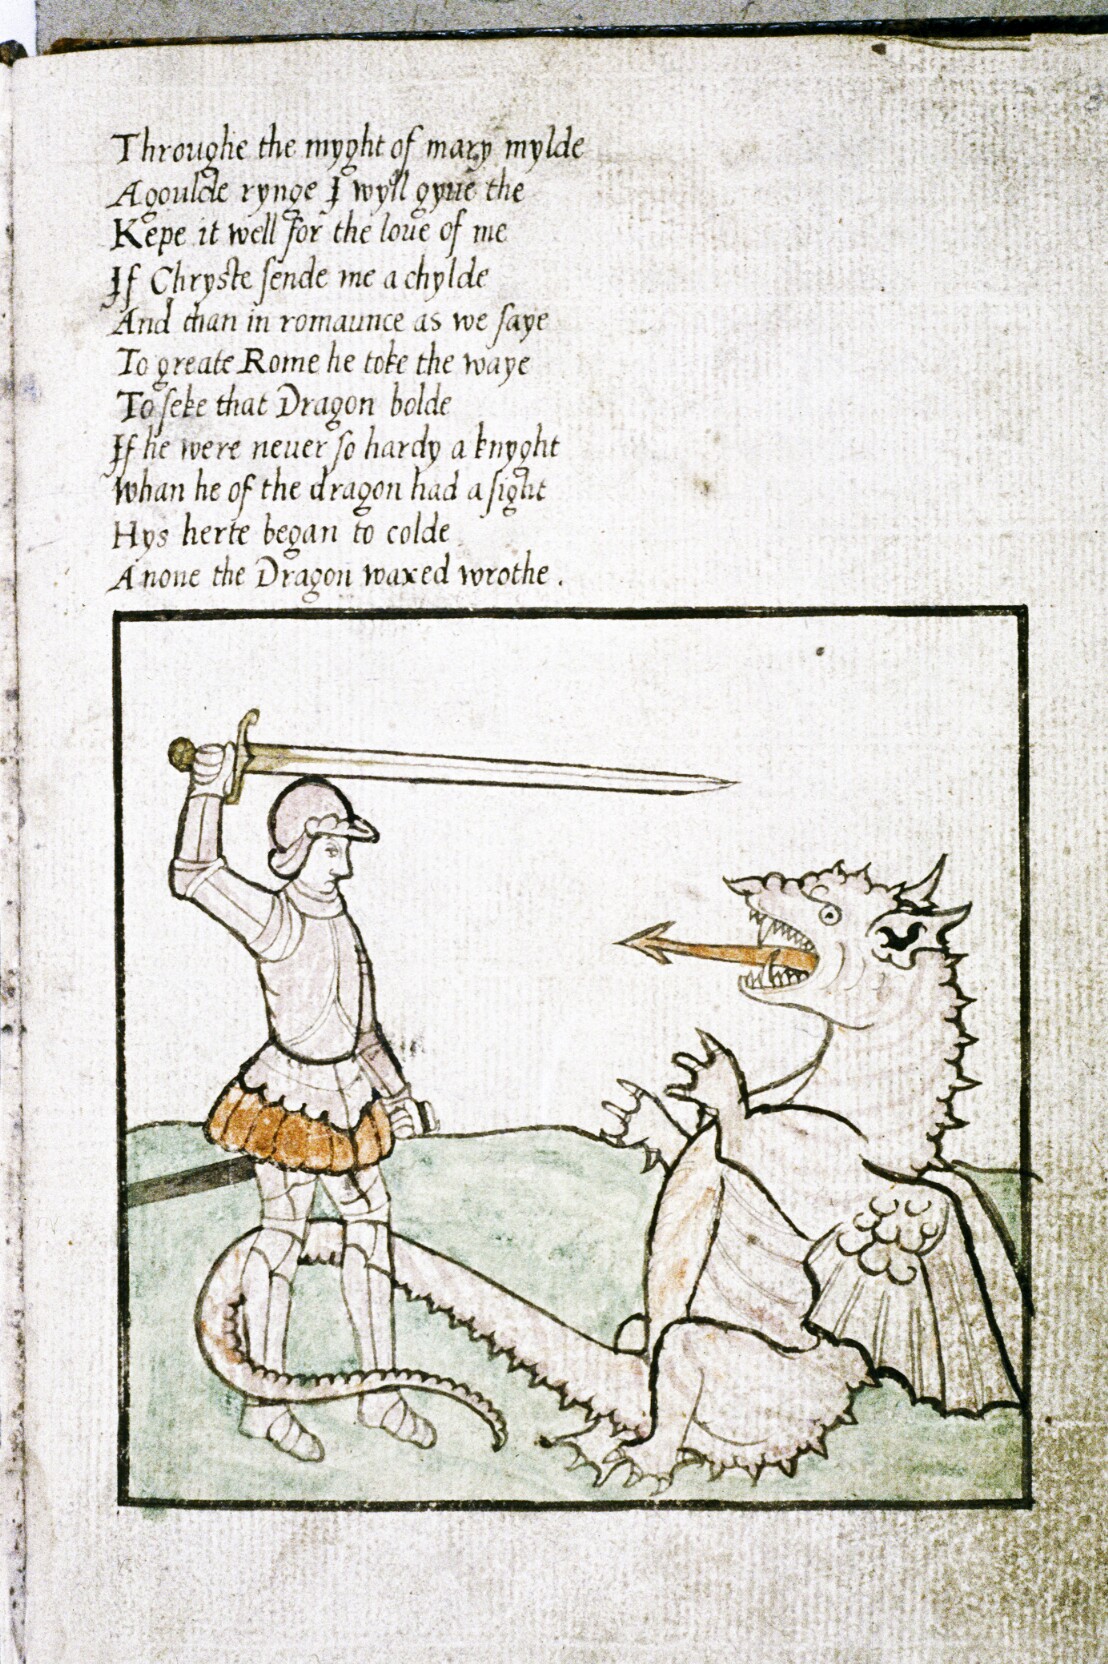 Throughe the myght of mary mylde
A goulde rynge I wyll gyue the
Kepe it well for the loue of me
If Chryste sende me a chylde
And than in romaunce as we saye
To greate Rome he toke the waye
To seke that Dragon bolde
If he were neuer so hardy a knyght
Whan he of the dragon had a sight
Hys herte began to colde
Anone the Dragon waxed wrothe.